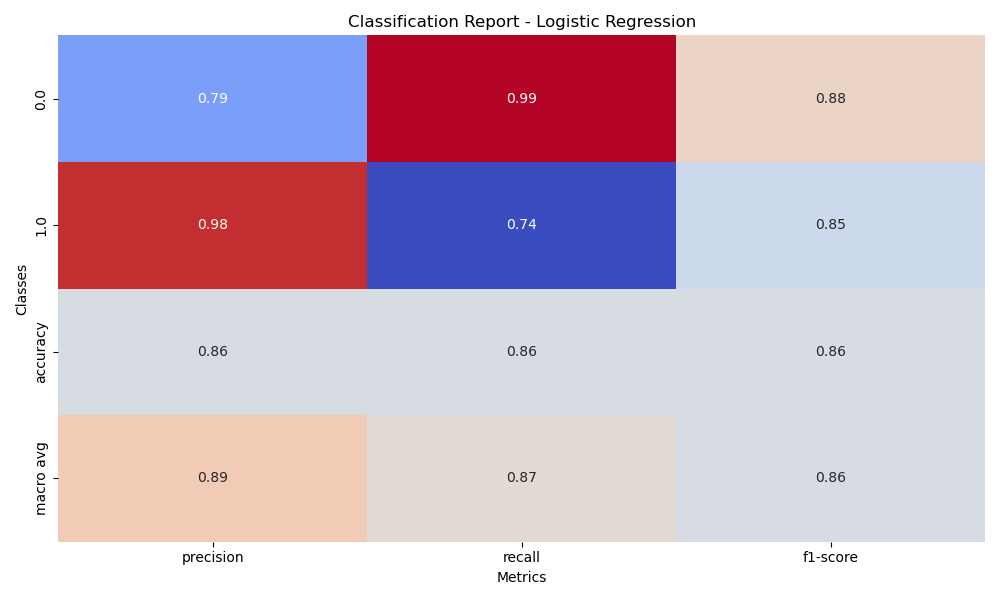 Classification Report - Logistic Regression
Classes
0.0
0.79 0.99 0.88
1.0
0.98 0.74 0.85
accuracy
0.86 0.86 0.86
macro avg
0.89 0.87 0.86
precision recall f1-score
Metrics